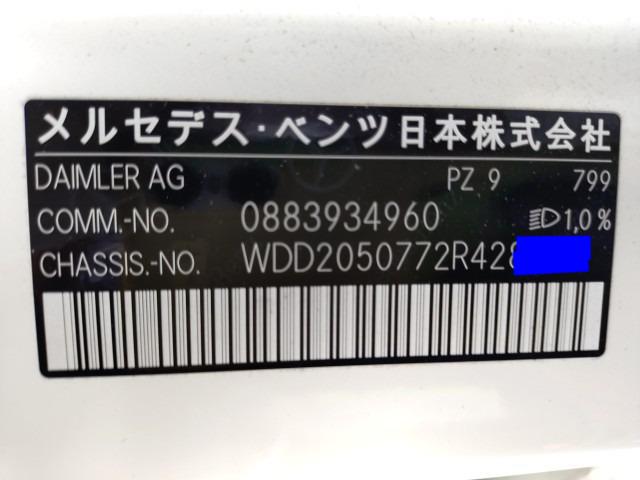 メルセデス・ベンツ日本株式会社
DAIMLER AG PZ 9 799
COMM.-NO. 0883934960 1,0%
CHASSIS.-NO. WDD2050772R428